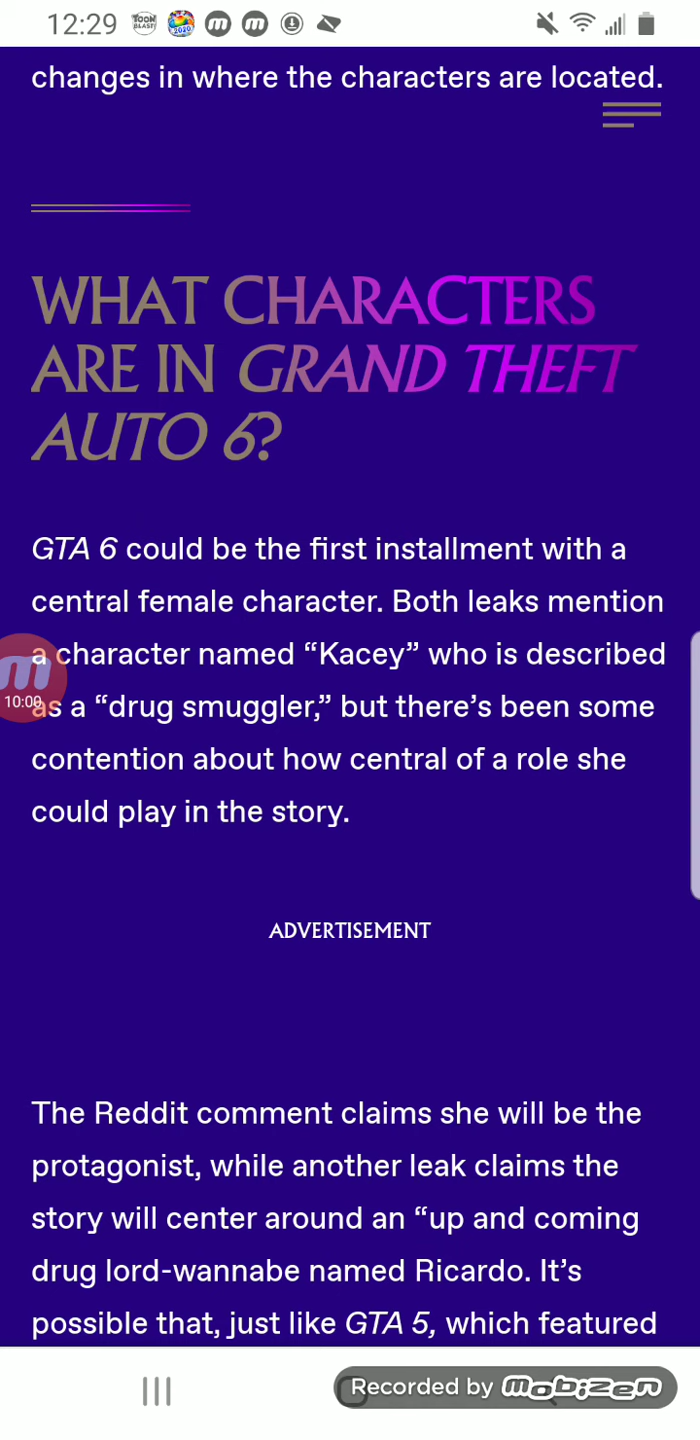 12:29 TOON BLAST! 2020
changes in where the characters are located.
WHAT CHARACTERS
ARE IN GRAND THEFT
AUTO 6?
GTA 6 could be the first installment with a
central female character. Both leaks mention
a character named “Kacey” who is described
10:00
as a “drug smuggler,” but there’s been some
contention about how central of a role she
could play in the story.
ADVERTISEMENT
The Reddit comment claims she will be the
protagonist, while another leak claims the
story will center around an “up and coming
drug lord-wannabe named Ricardo. It’s
possible that, just like GTA 5, which featured
Recorded by mobizen